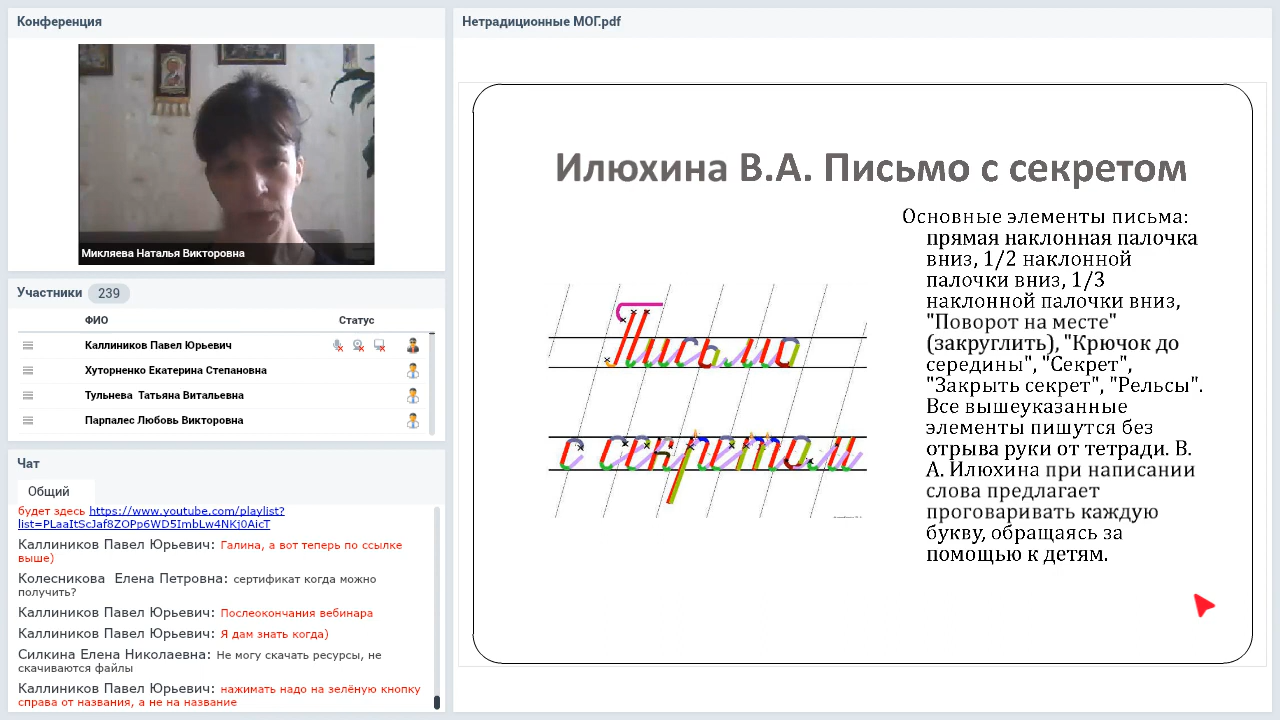 Конференция
Микляева Наталья Викторовна
Участники 239
ФИО Статус
Каллиников Павел Юрьевич
Хуторненко Екатерина Степановна
Тульнева Татьяна Витальевна
Парпалес Любовь Викторовна
Чат
Общий
будет здесь https://www.youtube.com/playlist?
list=PLaaItScJaf8ZOPp6WD5ImbLw4NKj0AicT
Каллиников Павел Юрьевич: Галина, а вот теперь по ссылке
выше)
Колесникова Елена Петровна: сертификат когда можно
получить?
Каллиников Павел Юрьевич: Послеокончания вебинара
Каллиников Павел Юрьевич: Я дам знать когда)
Силкина Елена Николаевна: Не могу скачать ресурсы, не
скачиваются файлы
Каллиников Павел Юрьевич: нажимать надо на зелёную кнопку
справа от названия, а не на название
Нетрадиционные МОГ.pdf
Илюхина В.А. Письмо с секретом
Письмо
с секретом
Основные элементы письма:
прямая наклонная палочка
вниз, 1/2 наклонной
палочки вниз, 1/3
наклонной палочки вниз,
"Поворот на месте"
(закруглить), "Крючок до
середины", "Секрет",
"Закрыть секрет", "Рельсы".
Все вышеуказанные
элементы пишутся без
отрыва руки от тетради. В.
А. Илюхина при написании
слова предлагает
проговаривать каждую
букву, обращаясь за
помощью к детям.